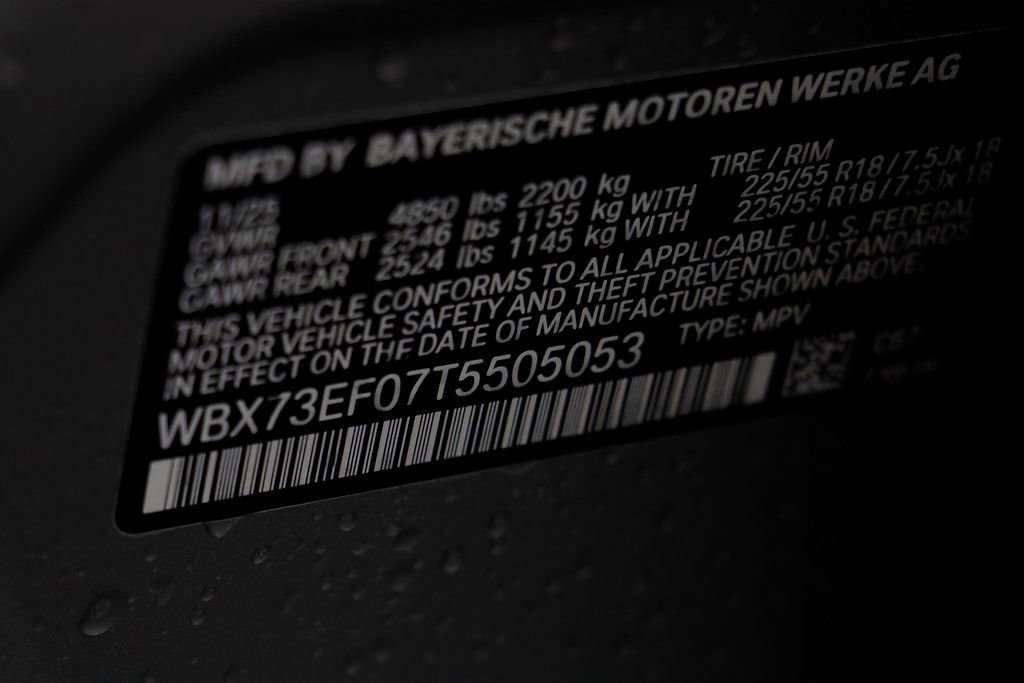 MFD BY BAYERISCHE MOTOREN WERKE AG
11/25
TIRE / RIM
GVWR 4850 lbs 2200 kg
GAWR FRONT 2546 lbs 1155 kg WITH 225/55 R18 / 7.5Jx 18
GAWR REAR 2524 lbs 1145 kg WITH 225/55 R18 / 7.5Jx 18
THIS VEHICLE CONFORMS TO ALL APPLICABLE U. S. FEDERAL
MOTOR VEHICLE SAFETY AND THEFT PREVENTION STANDARDS
IN EFFECT ON THE DATE OF MANUFACTURE SHOWN ABOVE.
WBX73EF07T5505053 TYPE: MPV